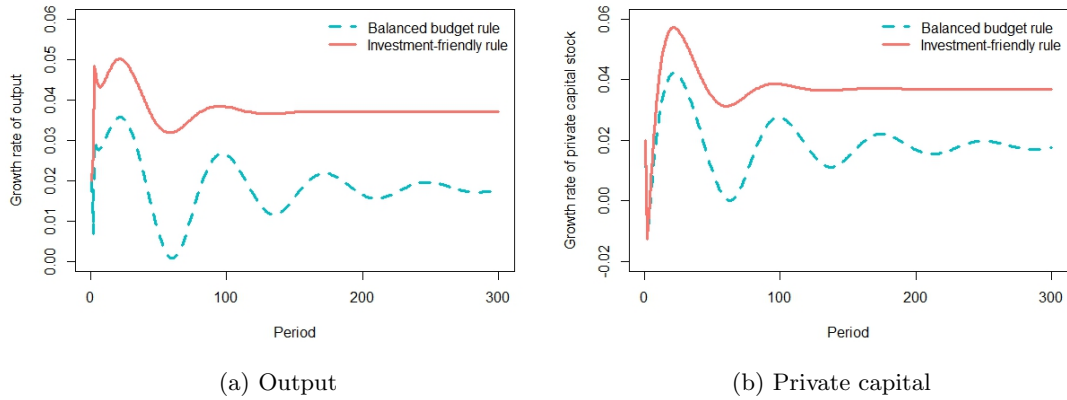 Growth rate of output
0.06
0.05
0.04
0.03
0.02
0.01
0.00
Balanced budget rule
Investment-friendly rule
0
100
200
300
Period
(a) Output
Growth rate of private capital stock
0.06
0.04
0.02
0.00
-0.02
Balanced budget rule
Investment-friendly rule
0
100
200
300
Period
(b) Private capital